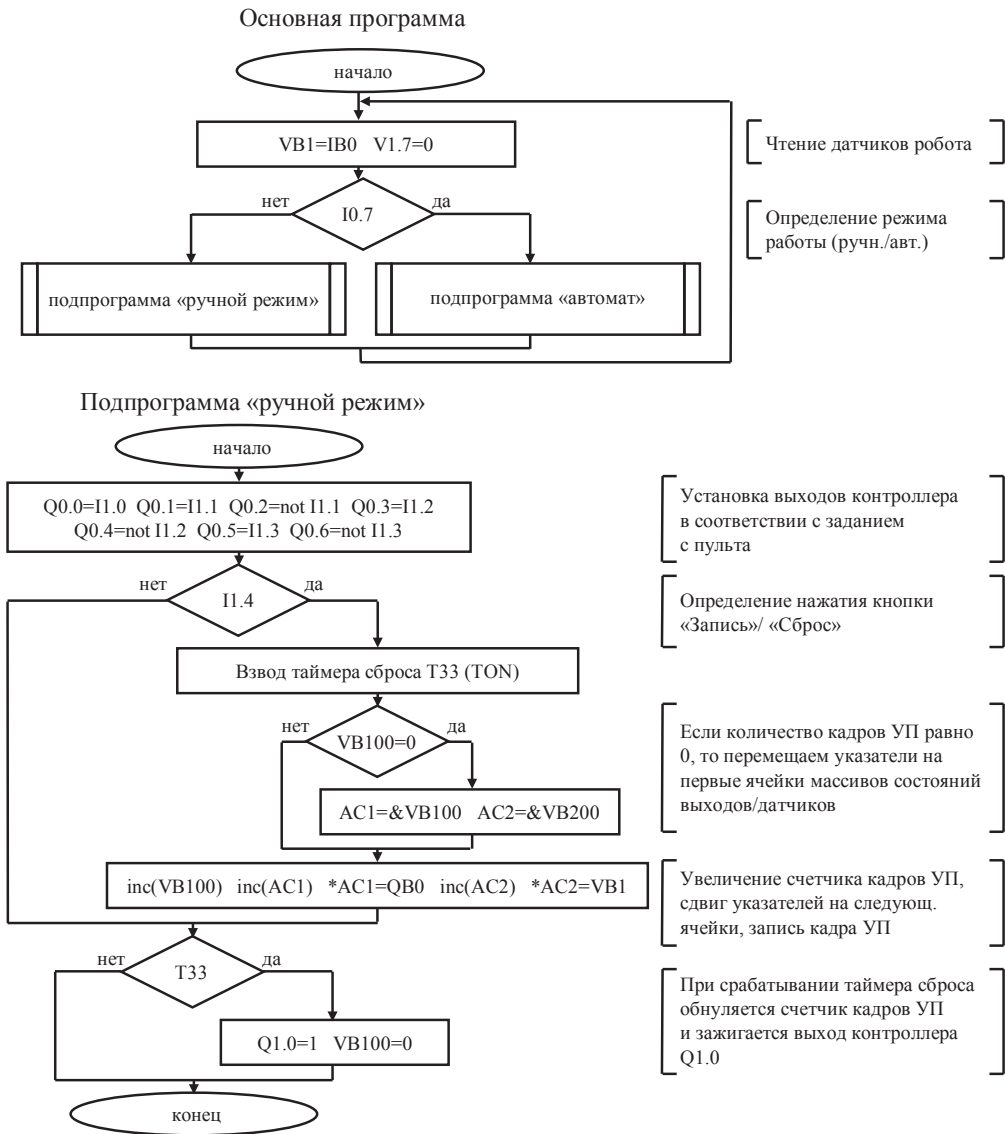 Основная программа
начало
VB1=IB0 V1.7=0
Чтение датчиков робота
нет
да
I0.7
Определение режима
работы (ручн./авт.)
подпрограмма «ручной режим»
подпрограмма «автомат»
Подпрограмма «ручной режим»
начало
Q0.0=I1.0 Q0.1=I1.1 Q0.2=not I1.1 Q0.3=I1.2
Q0.4=not I1.2 Q0.5=I1.3 Q0.6=not I1.3
Установка выходов контроллера
в соответствии с заданием
с пульта
нет
да
I1.4
Определение нажатия кнопки
«Запись»/ «Сброс»
Взвод таймера сброса T33 (TON)
нет
да
VB100=0
Если количество кадров УП равно
0, то перемещаем указатели на
первые ячейки массивов состояний
выходов/датчиков
AC1=&VB100 AC2=&VB200
inc(VB100) inc(AC1) *AC1=QB0 inc(AC2) *AC2=VB1
Увеличение счетчика кадров УП,
сдвиг указателей на следующ.
ячейки, запись кадра УП
нет
да
T33
При срабатывании таймера сброса
обнуляется счетчик кадров УП
и зажигается выход контроллера
Q1.0
Q1.0=1 VB100=0
конец